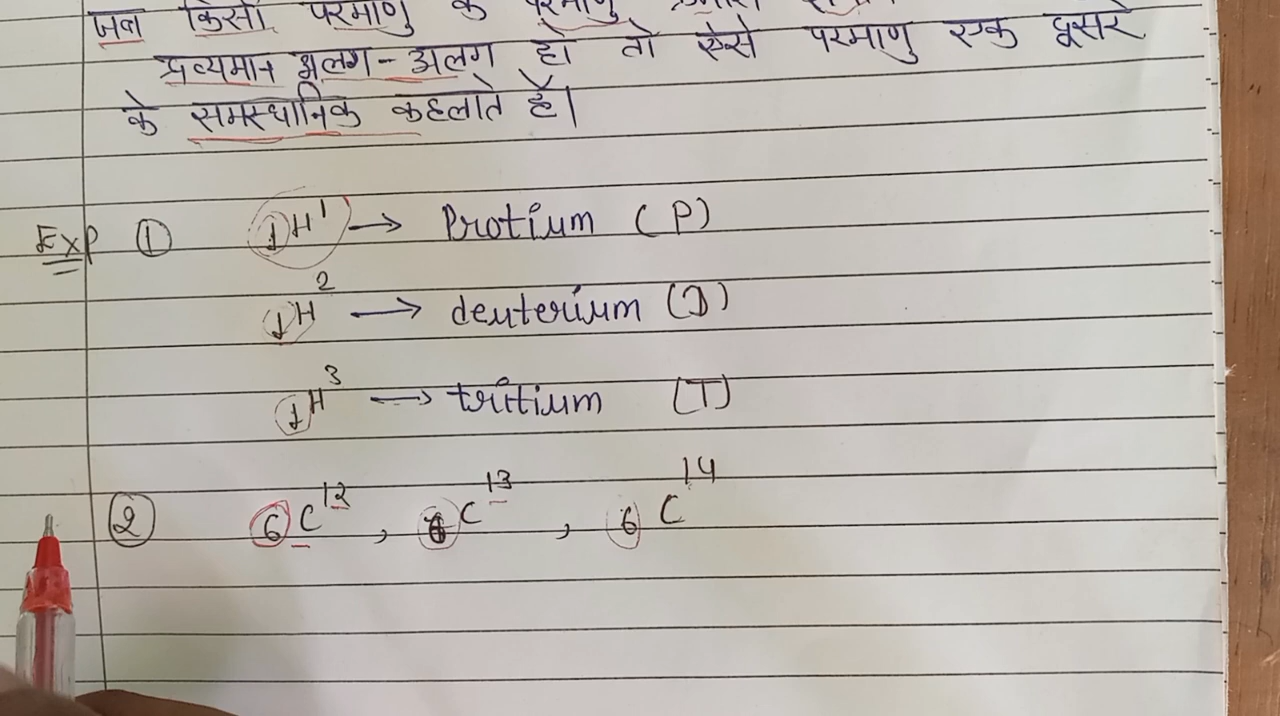 जब किसी परमाणु के परमाणु
द्रव्यमान अलग-अलग हो तो ऐसे परमाणु एक दूसरे
के समस्थानिक कहलाते हैं।
Exp ① ₁H¹ → Protium (P)
₁H² → deuterium (D)
₁H³ → tritium (T)
② ₆C¹² , ₆C¹³ , ₆C¹⁴